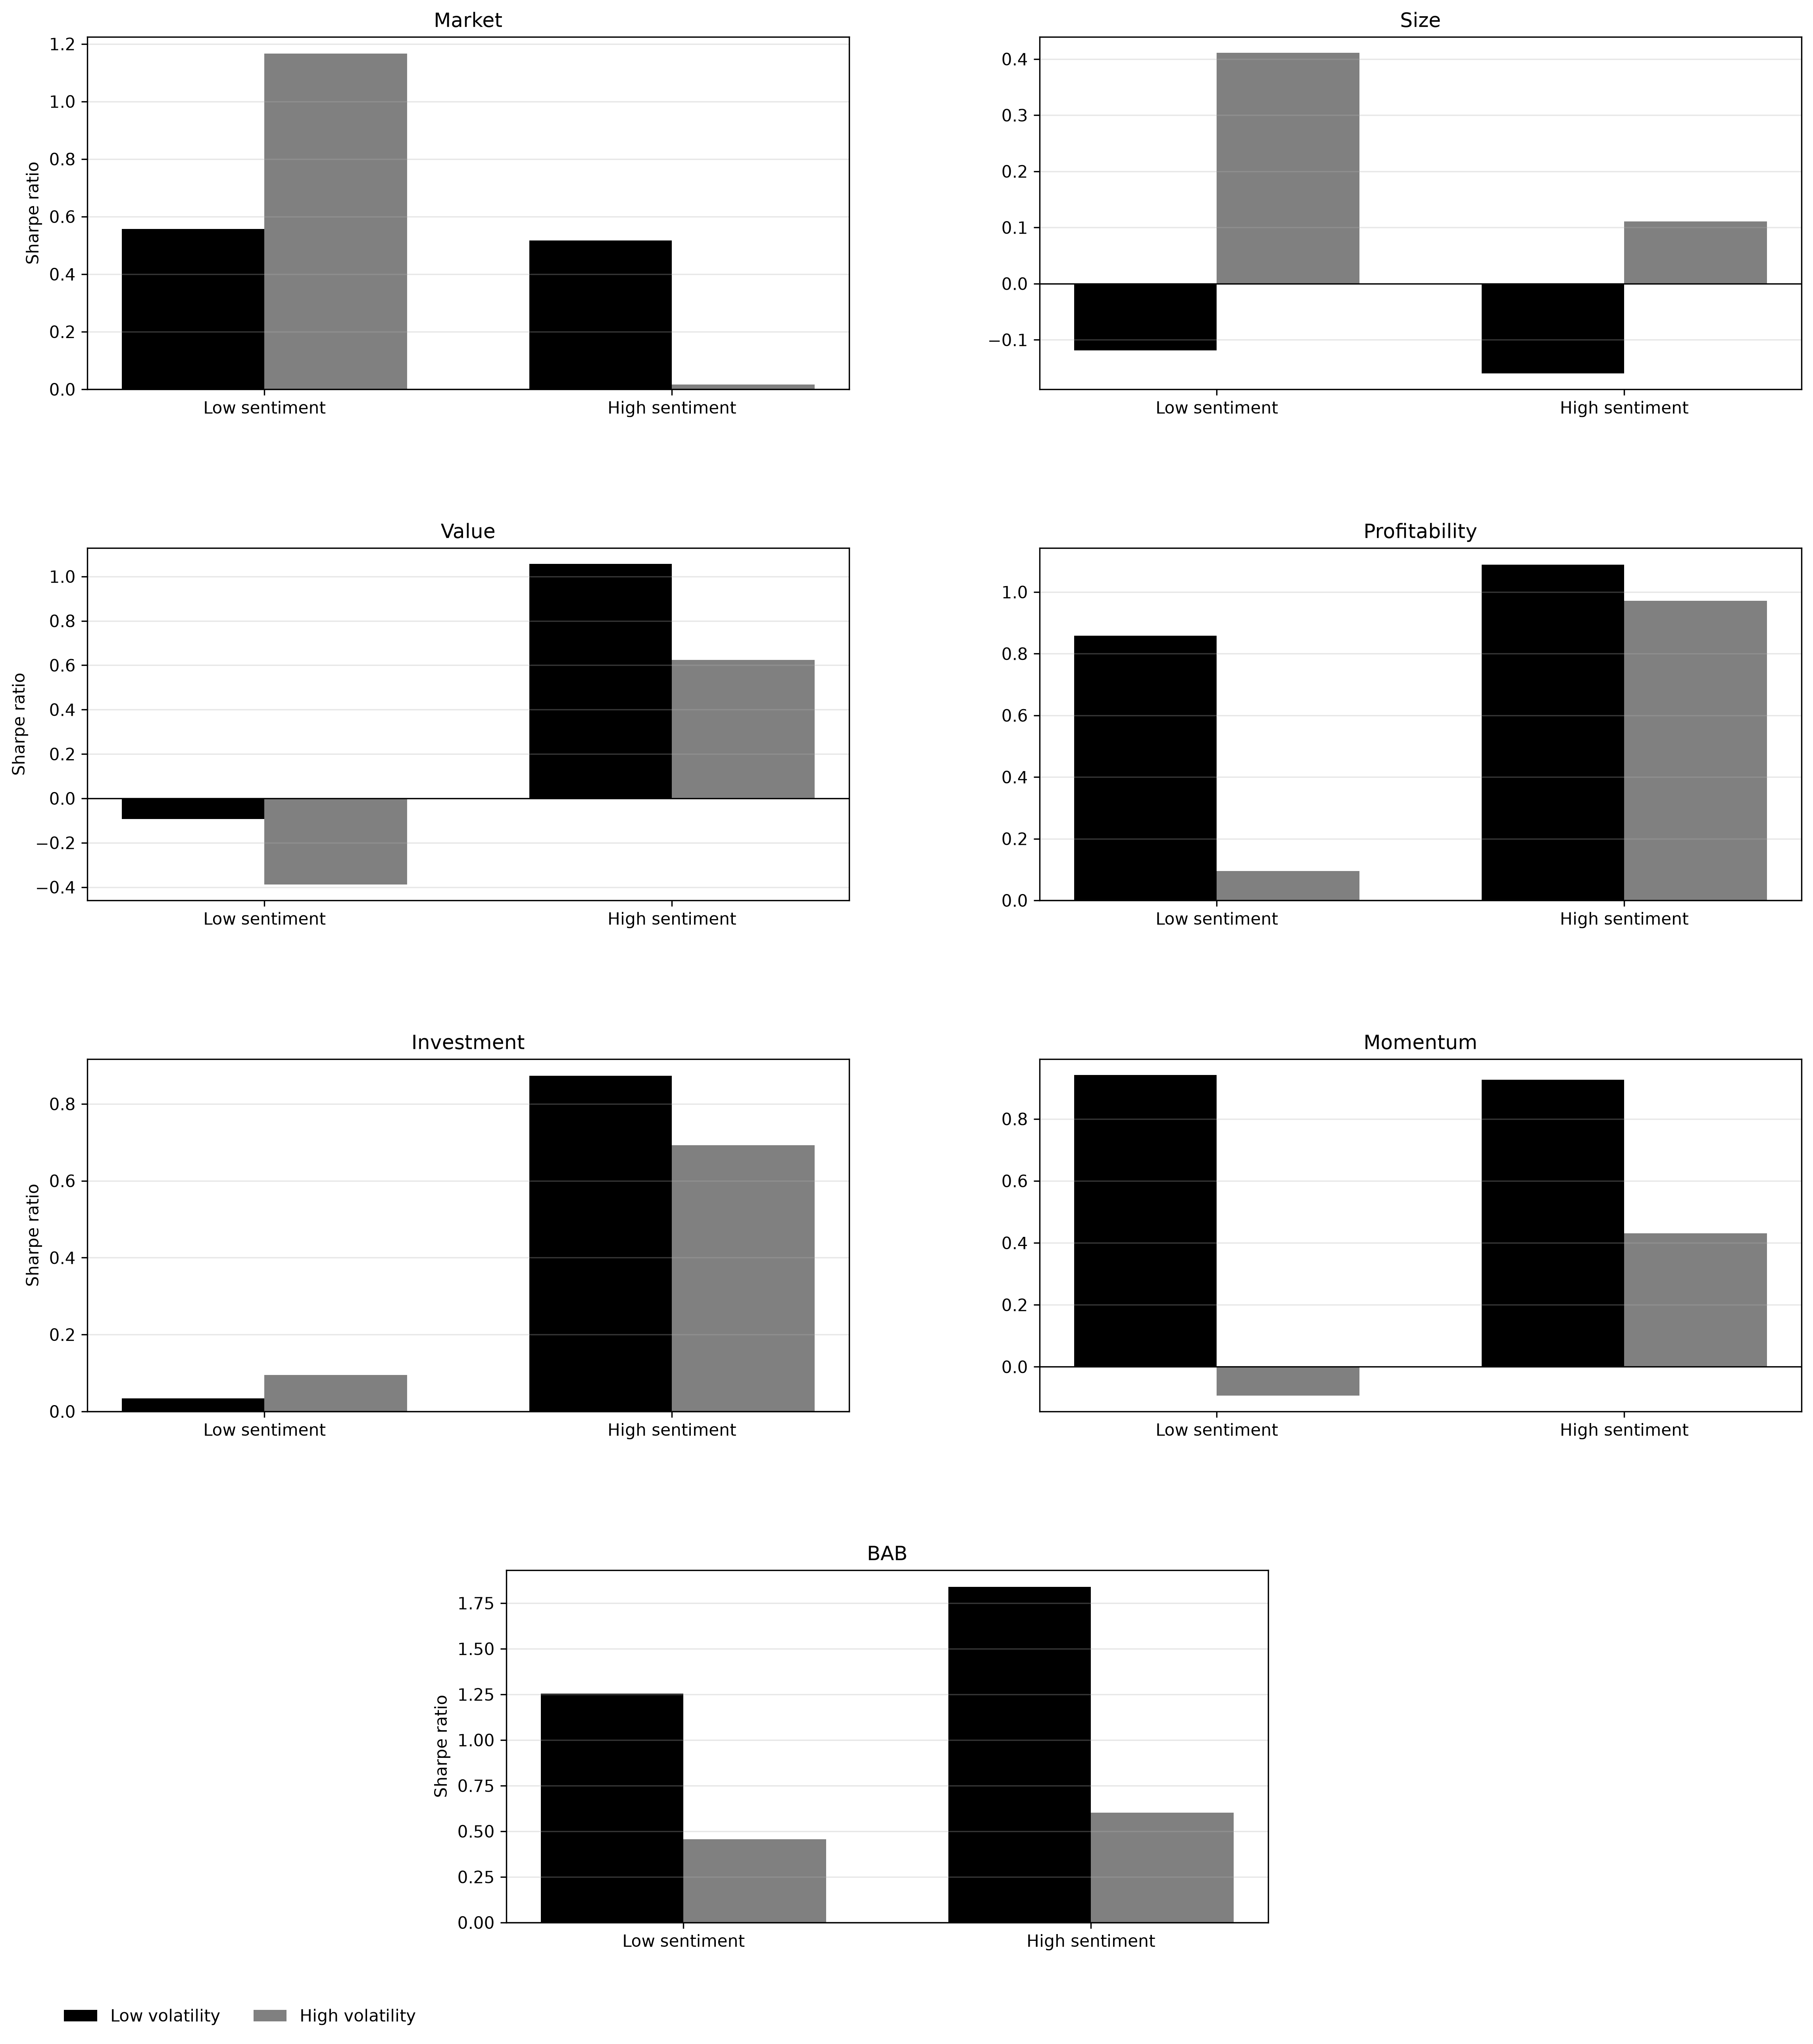 Market
1.2
1.0
0.8
0.6
0.4
0.2
0.0
Sharpe ratio
Low sentiment
High sentiment
Size
0.4
0.3
0.2
0.1
0.0
−0.1
Low sentiment
High sentiment
Value
1.0
0.8
0.6
0.4
0.2
0.0
−0.2
−0.4
Sharpe ratio
Low sentiment
High sentiment
Profitability
1.0
0.8
0.6
0.4
0.2
0.0
Low sentiment
High sentiment
Investment
0.8
0.6
0.4
0.2
0.0
Sharpe ratio
Low sentiment
High sentiment
Momentum
0.8
0.6
0.4
0.2
0.0
Low sentiment
High sentiment
BAB
1.75
1.50
1.25
1.00
0.75
0.50
0.25
0.00
Sharpe ratio
Low sentiment
High sentiment
Low volatility
High volatility